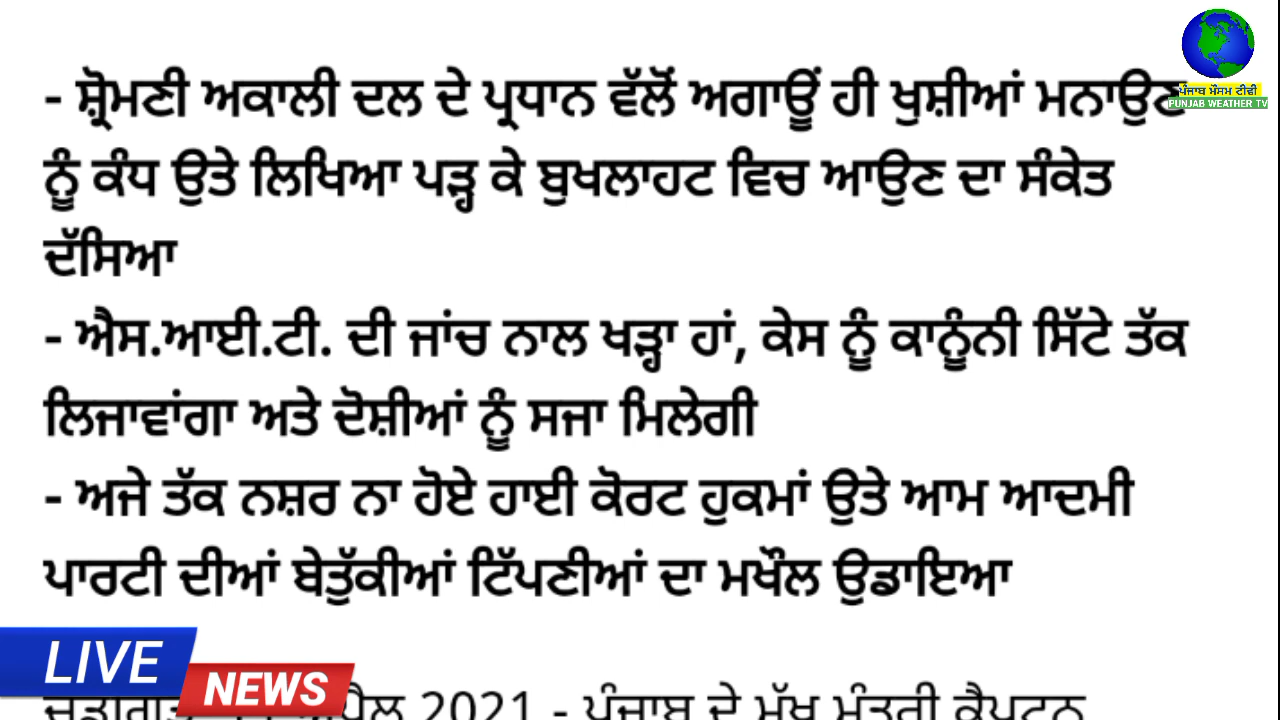 ਪੰਜਾਬ ਮੌਸਮ ਟੀਵੀ
PUNJAB WEATHER TV
- ਸ਼੍ਰੋਮਣੀ ਅਕਾਲੀ ਦਲ ਦੇ ਪ੍ਰਧਾਨ ਵੱਲੋਂ ਅਗਾਊਂ ਹੀ ਖੁਸ਼ੀਆਂ ਮਨਾਉਣ
ਨੂੰ ਕੰਧ ਉਤੇ ਲਿਖਿਆ ਪੜ੍ਹ ਕੇ ਬੁਖਲਾਹਟ ਵਿਚ ਆਉਣ ਦਾ ਸੰਕੇਤ
ਦੱਸਿਆ
- ਐਸ.ਆਈ.ਟੀ. ਦੀ ਜਾਂਚ ਨਾਲ ਖੜ੍ਹਾ ਹਾਂ, ਕੇਸ ਨੂੰ ਕਾਨੂੰਨੀ ਸਿੱਟੇ ਤੱਕ
ਲਿਜਾਵਾਂਗਾ ਅਤੇ ਦੋਸ਼ੀਆਂ ਨੂੰ ਸਜਾ ਮਿਲੇਗੀ
- ਅਜੇ ਤੱਕ ਨਸ਼ਰ ਨਾ ਹੋਏ ਹਾਈ ਕੋਰਟ ਹੁਕਮਾਂ ਉਤੇ ਆਮ ਆਦਮੀ
ਪਾਰਟੀ ਦੀਆਂ ਬੇਤੁੱਕੀਆਂ ਟਿੱਪਣੀਆਂ ਦਾ ਮਖੌਲ ਉਡਾਇਆ
LIVE
NEWS
2021 - ਪੰਜਾਬ ਦੇ ਮੁੱਖ ਮੰਤਰੀ ਕੈਪਟਨ